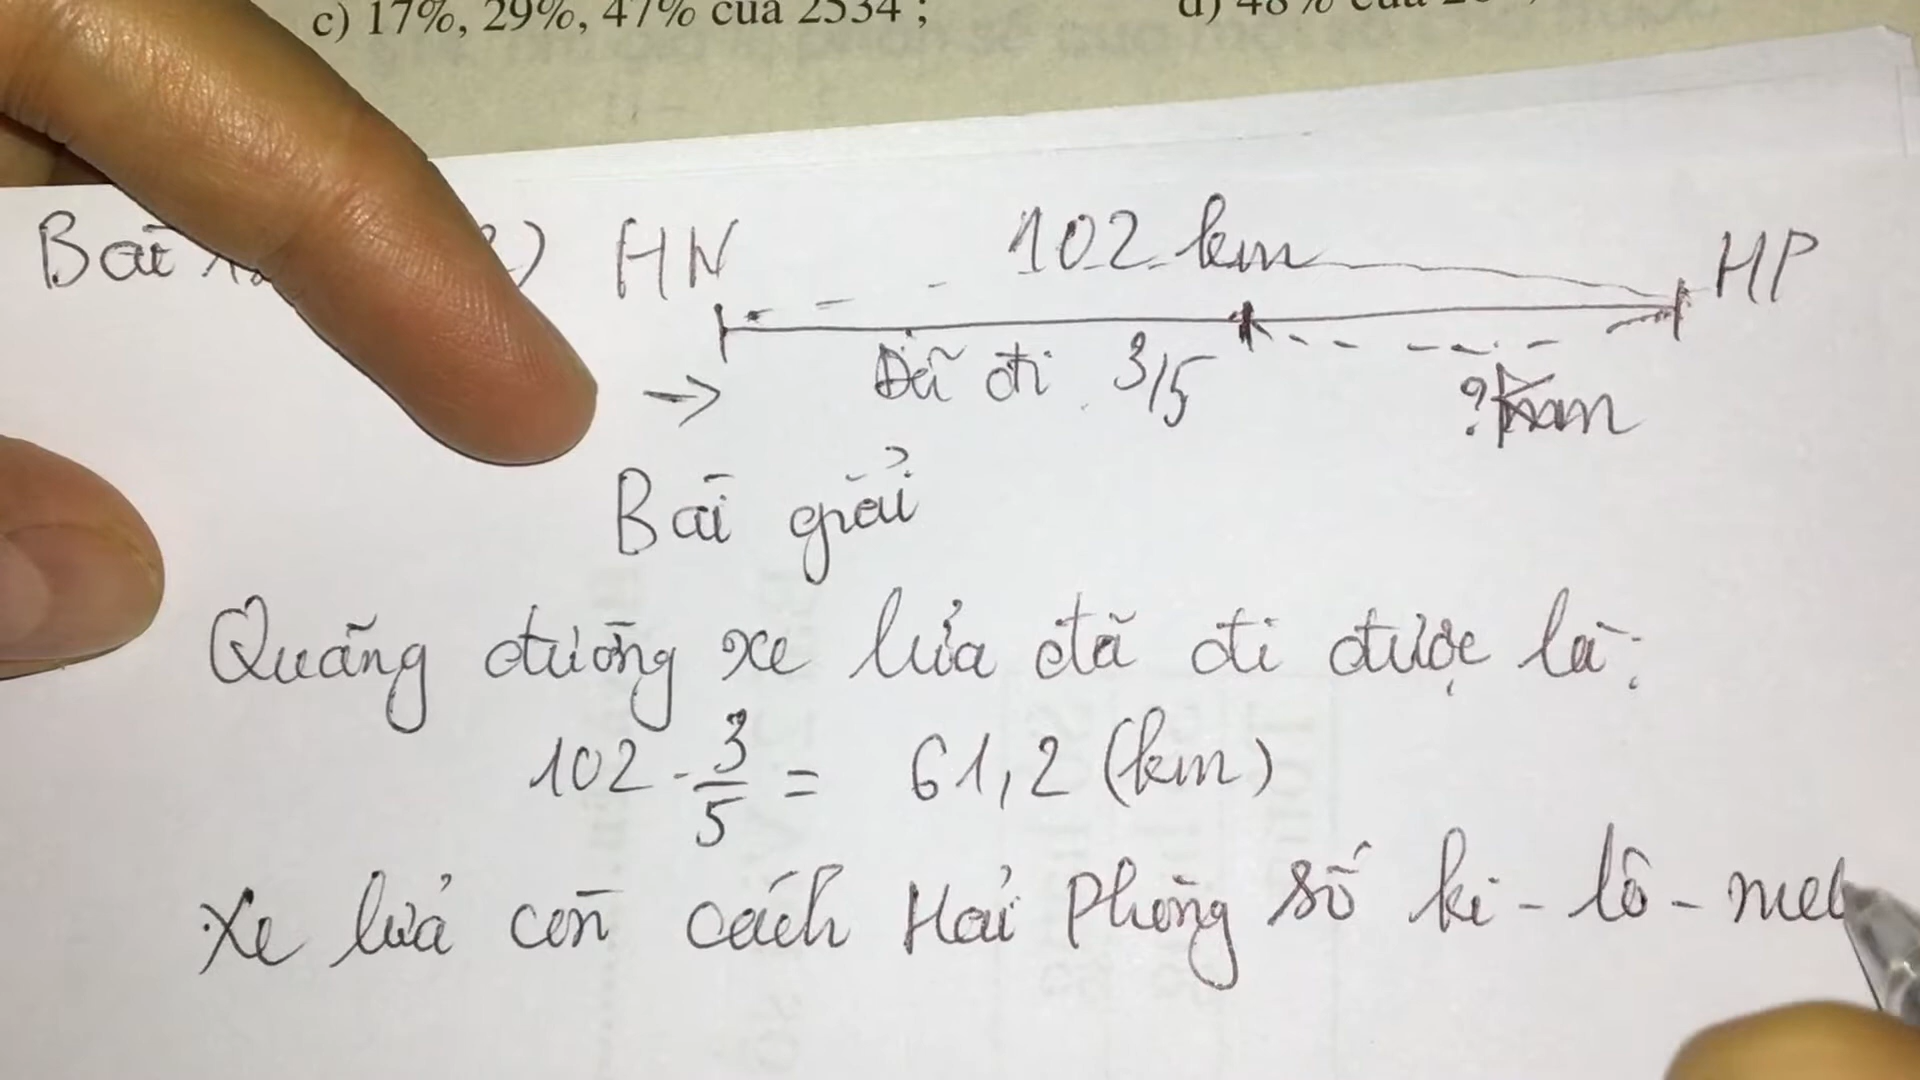 c) 17%, 29%, 47% của 2534 ;
Bài HN 102 km HP
Đã đi 3/5 ? km
Bài giải
Quãng đường xe lửa đã đi được là:
102 . 3/5 = 61,2 (km)
Xe lửa còn cách Hải Phòng số ki - lô - met